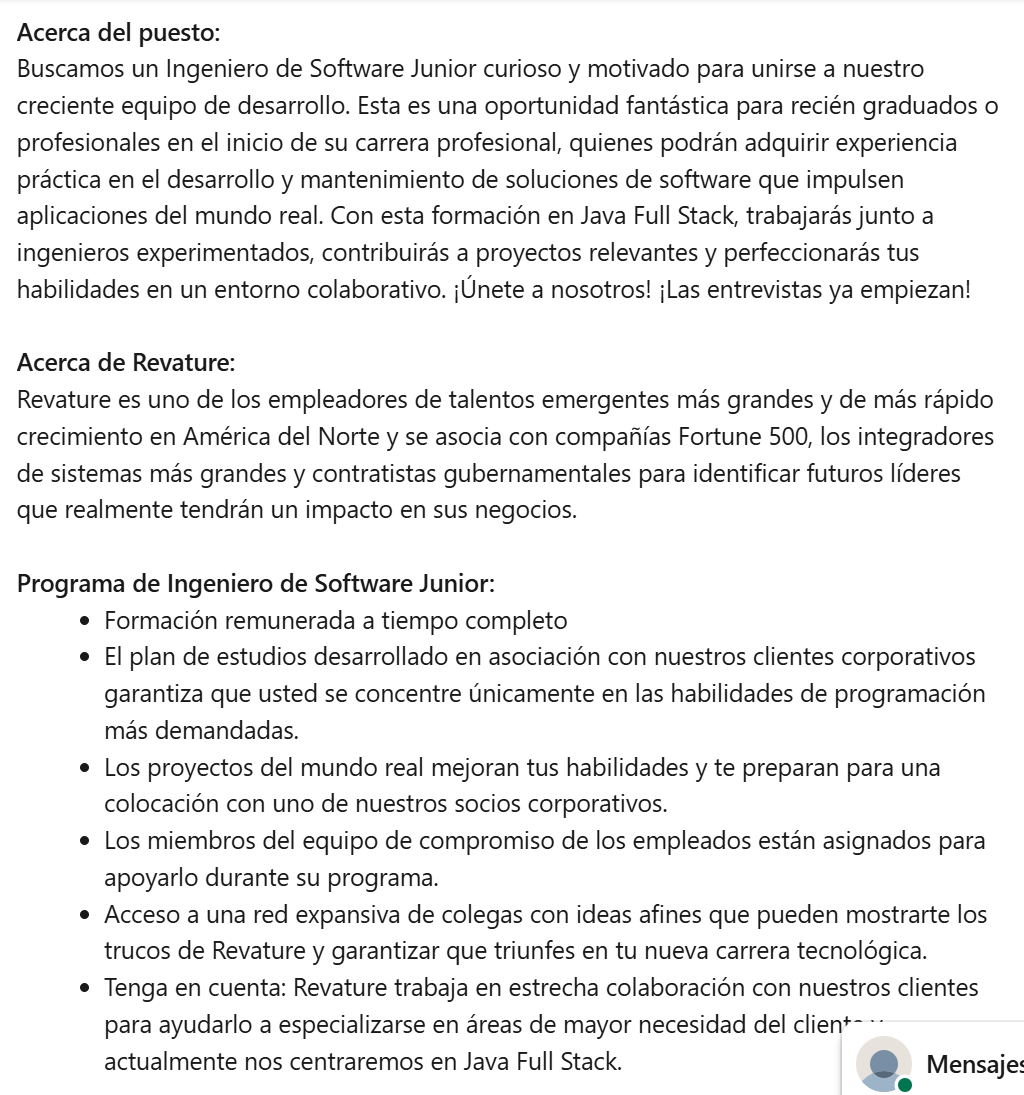 Acerca del puesto:
Buscamos un Ingeniero de Software Junior curioso y motivado para unirse a nuestro
creciente equipo de desarrollo. Esta es una oportunidad fantástica para recién graduados o
profesionales en el inicio de su carrera profesional, quienes podrán adquirir experiencia
práctica en el desarrollo y mantenimiento de soluciones de software que impulsen
aplicaciones del mundo real. Con esta formación en Java Full Stack, trabajarás junto a
ingenieros experimentados, contribuirás a proyectos relevantes y perfeccionarás tus
habilidades en un entorno colaborativo. ¡Únete a nosotros! ¡Las entrevistas ya empiezan!
Acerca de Revature:
Revature es uno de los empleadores de talentos emergentes más grandes y de más rápido
crecimiento en América del Norte y se asocia con compañías Fortune 500, los integradores
de sistemas más grandes y contratistas gubernamentales para identificar futuros líderes
que realmente tendrán un impacto en sus negocios.
Programa de Ingeniero de Software Junior:
• Formación remunerada a tiempo completo
• El plan de estudios desarrollado en asociación con nuestros clientes corporativos
garantiza que usted se concentre únicamente en las habilidades de programación
más demandadas.
• Los proyectos del mundo real mejoran tus habilidades y te preparan para una
colocación con uno de nuestros socios corporativos.
• Los miembros del equipo de compromiso de los empleados están asignados para
apoyarlo durante su programa.
• Acceso a una red expansiva de colegas con ideas afines que pueden mostrarte los
trucos de Revature y garantizar que triunfes en tu nueva carrera tecnológica.
• Tenga en cuenta: Revature trabaja en estrecha colaboración con nuestros clientes
para ayudarlo a especializarse en áreas de mayor necesidad del cliente y
actualmente nos centraremos en Java Full Stack.
Mensajes